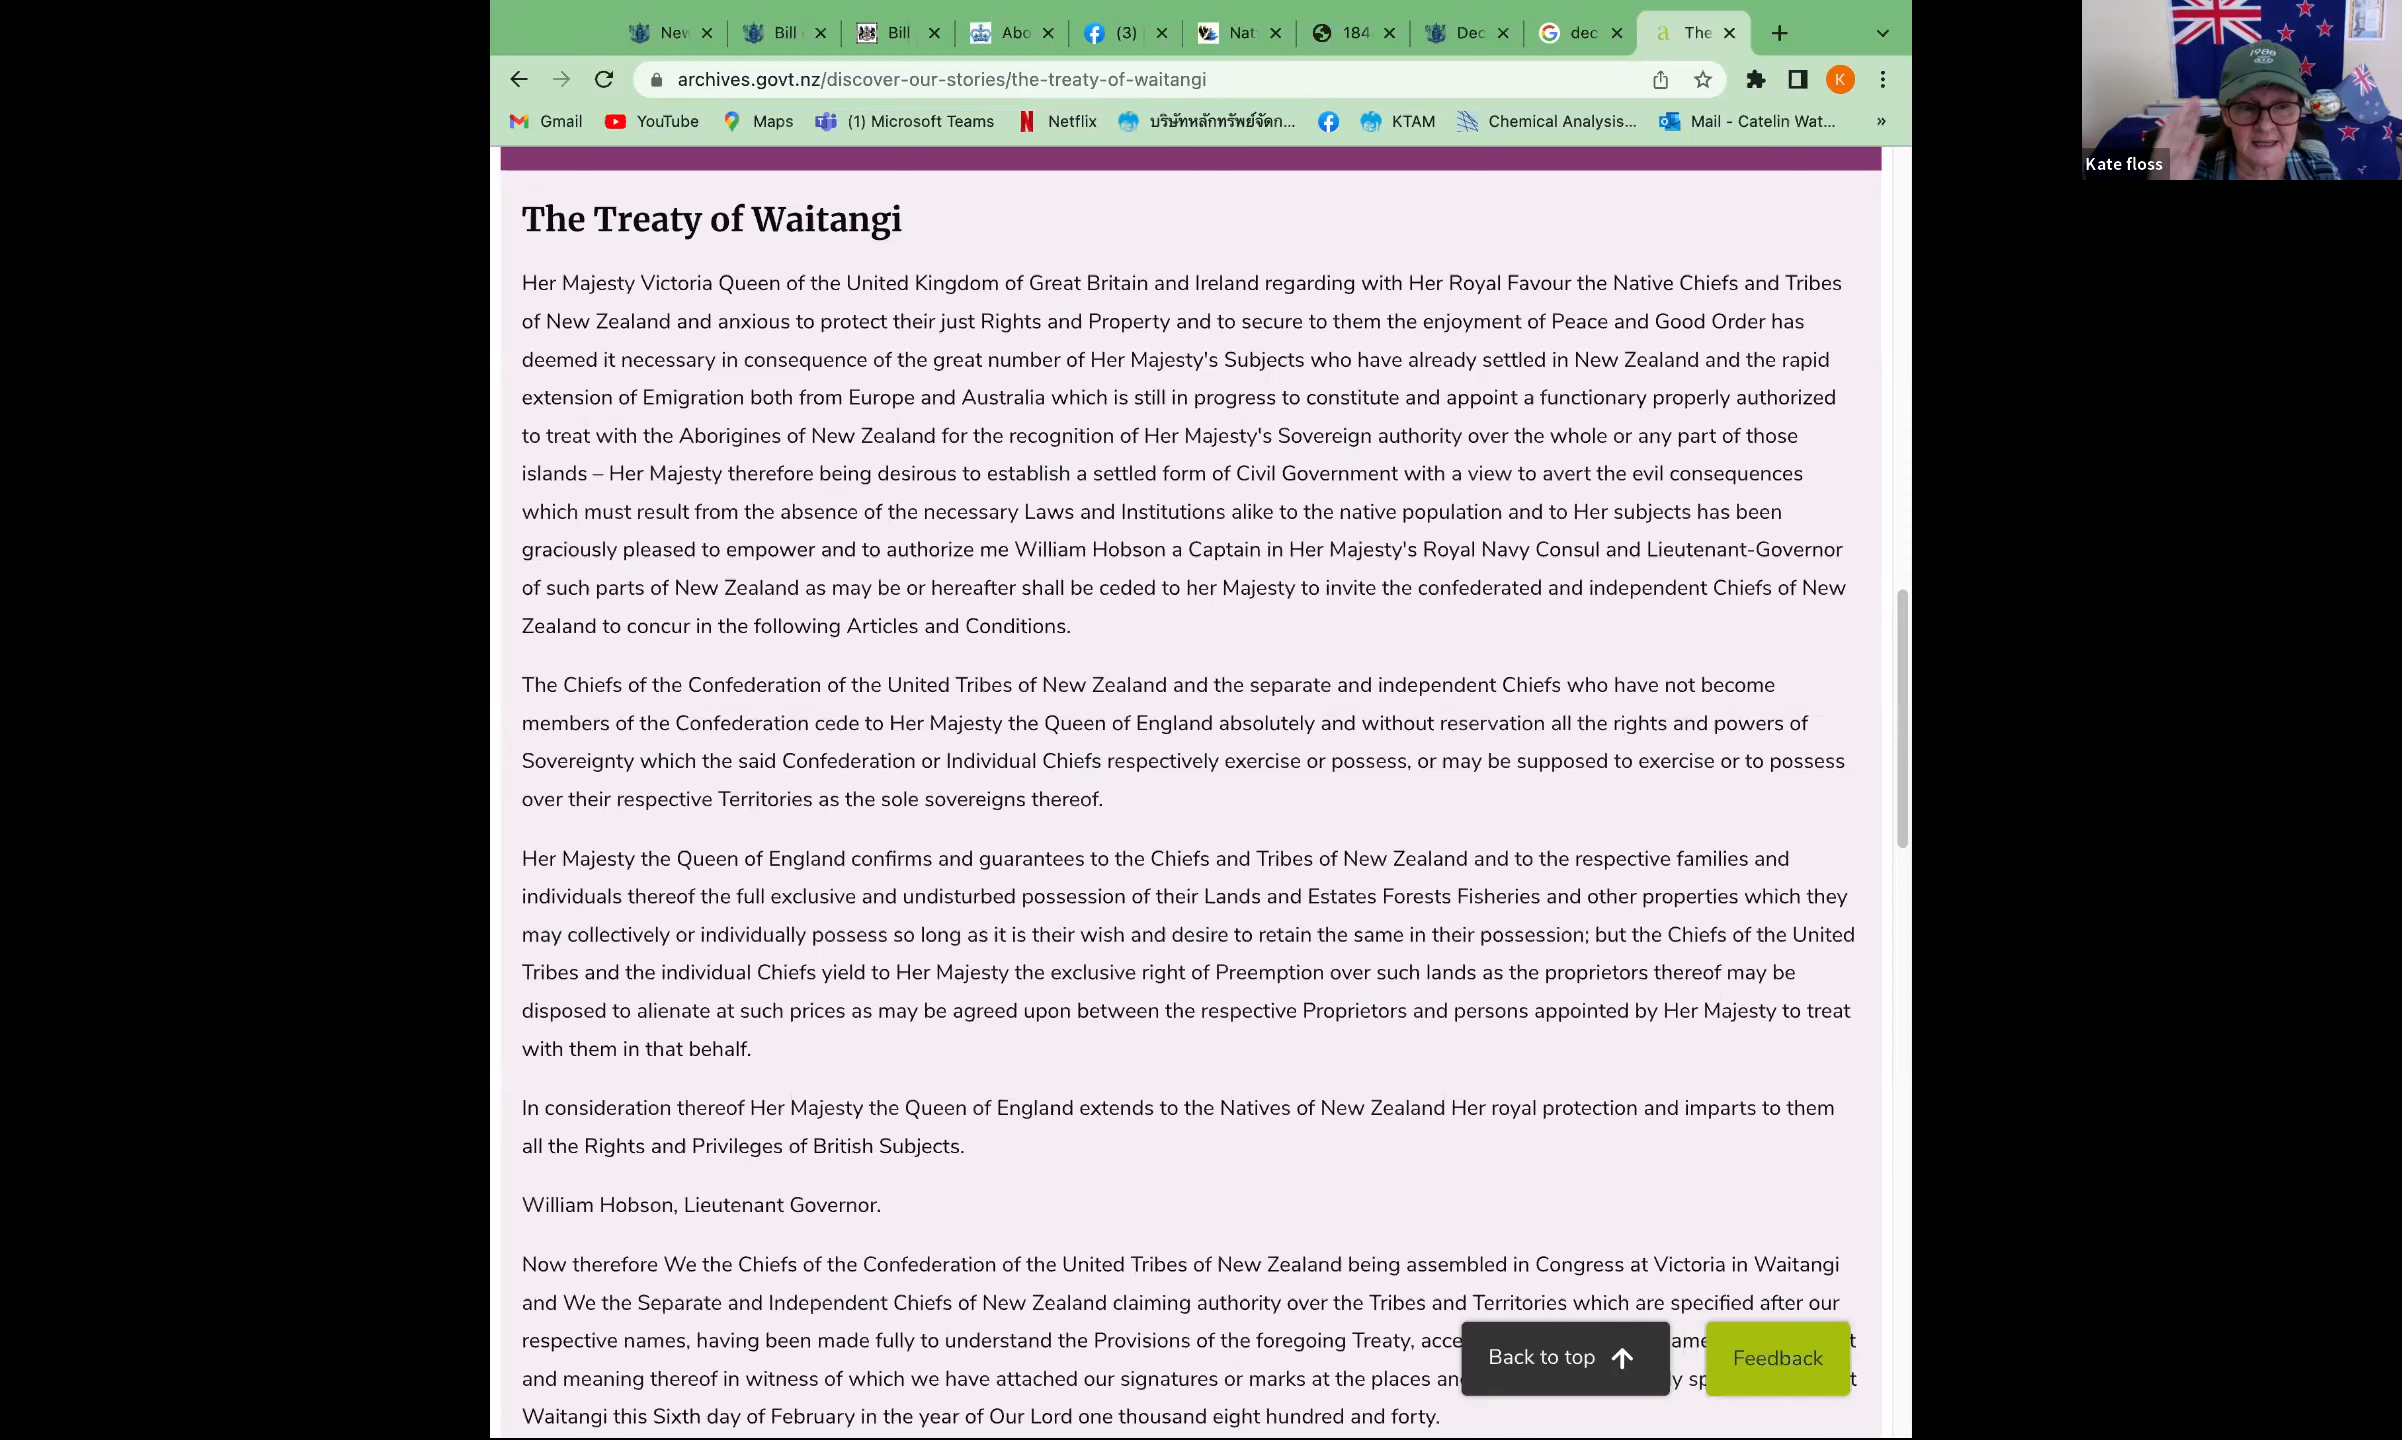 New
Bill
Bill
Abo
(3)
Nat
184
Dec
dec
The
archives.govt.nz/discover-our-stories/the-treaty-of-waitangi
K
Gmail
YouTube
Maps
(1) Microsoft Teams
Netflix
บริษัทหลักทรัพย์จัดก...
KTAM
Chemical Analysis...
Mail - Catelin Wat...
»
1986
Kate floss
The Treaty of Waitangi
Her Majesty Victoria Queen of the United Kingdom of Great Britain and Ireland regarding with Her Royal Favour the Native Chiefs and Tribes
of New Zealand and anxious to protect their just Rights and Property and to secure to them the enjoyment of Peace and Good Order has
deemed it necessary in consequence of the great number of Her Majesty's Subjects who have already settled in New Zealand and the rapid
extension of Emigration both from Europe and Australia which is still in progress to constitute and appoint a functionary properly authorized
to treat with the Aborigines of New Zealand for the recognition of Her Majesty's Sovereign authority over the whole or any part of those
islands – Her Majesty therefore being desirous to establish a settled form of Civil Government with a view to avert the evil consequences
which must result from the absence of the necessary Laws and Institutions alike to the native population and to Her subjects has been
graciously pleased to empower and to authorize me William Hobson a Captain in Her Majesty's Royal Navy Consul and Lieutenant-Governor
of such parts of New Zealand as may be or hereafter shall be ceded to her Majesty to invite the confederated and independent Chiefs of New
Zealand to concur in the following Articles and Conditions.
The Chiefs of the Confederation of the United Tribes of New Zealand and the separate and independent Chiefs who have not become
members of the Confederation cede to Her Majesty the Queen of England absolutely and without reservation all the rights and powers of
Sovereignty which the said Confederation or Individual Chiefs respectively exercise or possess, or may be supposed to exercise or to possess
over their respective Territories as the sole sovereigns thereof.
Her Majesty the Queen of England confirms and guarantees to the Chiefs and Tribes of New Zealand and to the respective families and
individuals thereof the full exclusive and undisturbed possession of their Lands and Estates Forests Fisheries and other properties which they
may collectively or individually possess so long as it is their wish and desire to retain the same in their possession; but the Chiefs of the United
Tribes and the individual Chiefs yield to Her Majesty the exclusive right of Preemption over such lands as the proprietors thereof may be
disposed to alienate at such prices as may be agreed upon between the respective Proprietors and persons appointed by Her Majesty to treat
with them in that behalf.
In consideration thereof Her Majesty the Queen of England extends to the Natives of New Zealand Her royal protection and imparts to them
all the Rights and Privileges of British Subjects.
William Hobson, Lieutenant Governor.
Now therefore We the Chiefs of the Confederation of the United Tribes of New Zealand being assembled in Congress at Victoria in Waitangi
and We the Separate and Independent Chiefs of New Zealand claiming authority over the Tribes and Territories which are specified after our
respective names, having been made fully to understand the Provisions of the foregoing Treaty,
and meaning thereof in witness of which we have attached our signatures or marks at the places
Waitangi this Sixth day of February in the year of Our Lord one thousand eight hundred and forty.
Back to top
Feedback